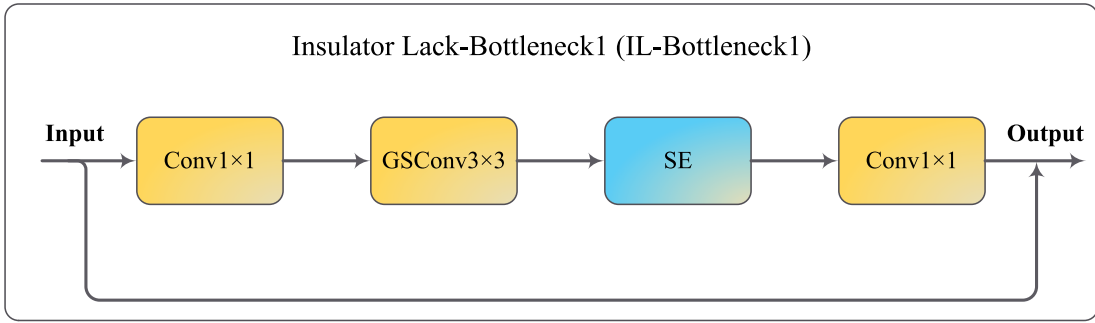 Insulator Lack-Bottleneck1 (IL-Bottleneck1)
Input
Conv1×1
GSConv3×3
SE
Conv1×1
Output